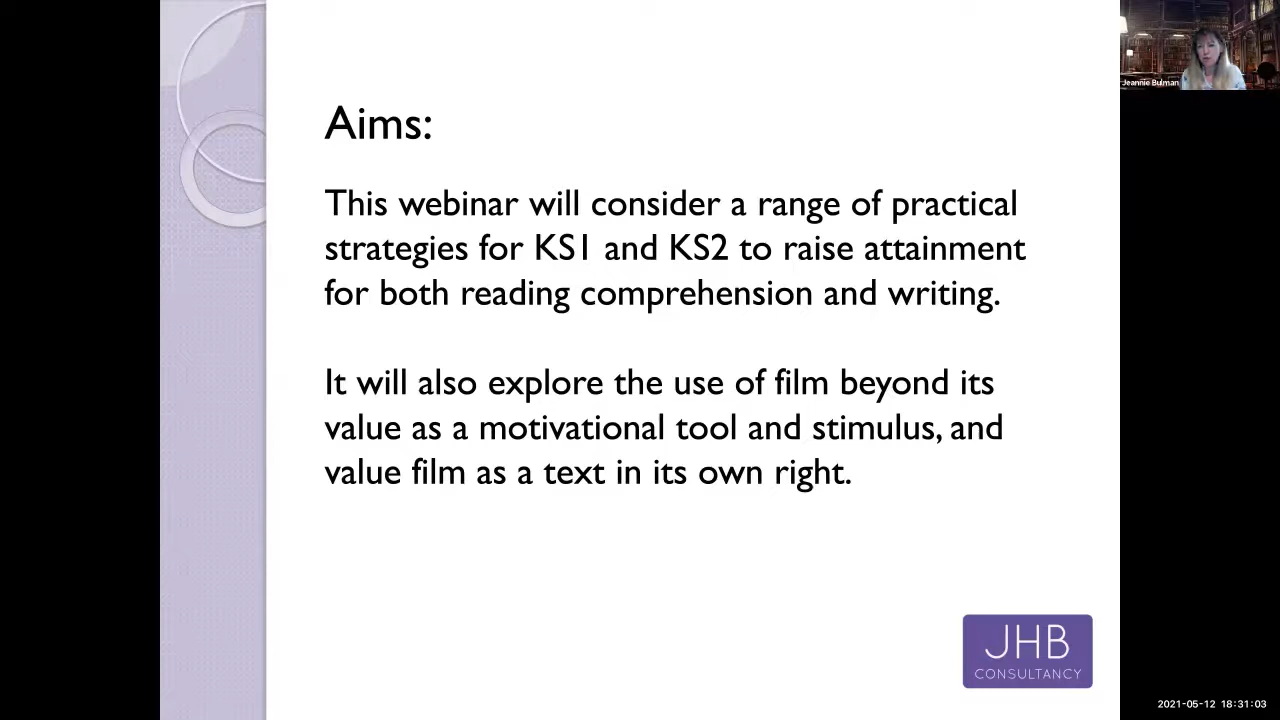 Aims:
This webinar will consider a range of practical
strategies for KS1 and KS2 to raise attainment
for both reading comprehension and writing.
It will also explore the use of film beyond its
value as a motivational tool and stimulus, and
value film as a text in its own right.
JHB
CONSULTANCY
Jeannie Bulman
2021-05-12 18:31:03